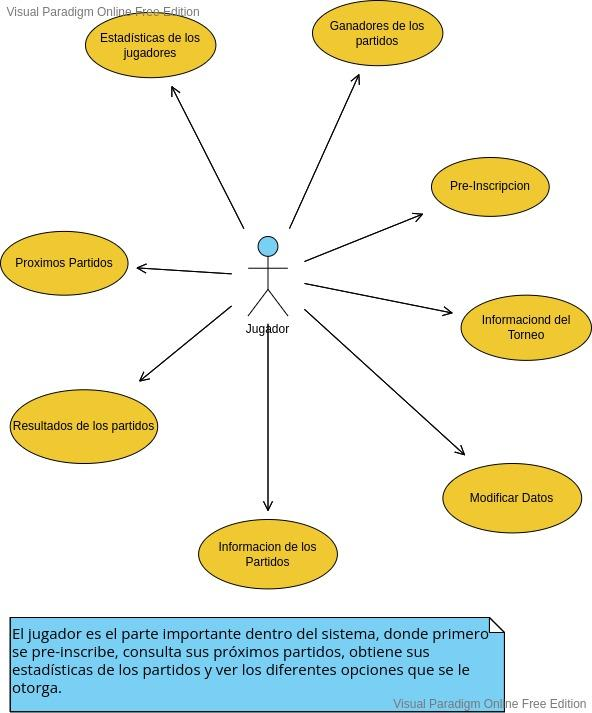 Visual Paradigm Online Free Edition
Estadísticas de los
jugadores
Ganadores de los
partidos
Pre-Inscripcion
Proximos Partidos
Informaciond del
Torneo
Jugador
Resultados de los partidos
Modificar Datos
Informacion de los
Partidos
El jugador es el parte importante dentro del sistema, donde primero
se pre-inscribe, consulta sus próximos partidos, obtiene sus
estadísticas de los partidos y ver los diferentes opciones que se le
otorga.
Visual Paradigm Online Free Edition